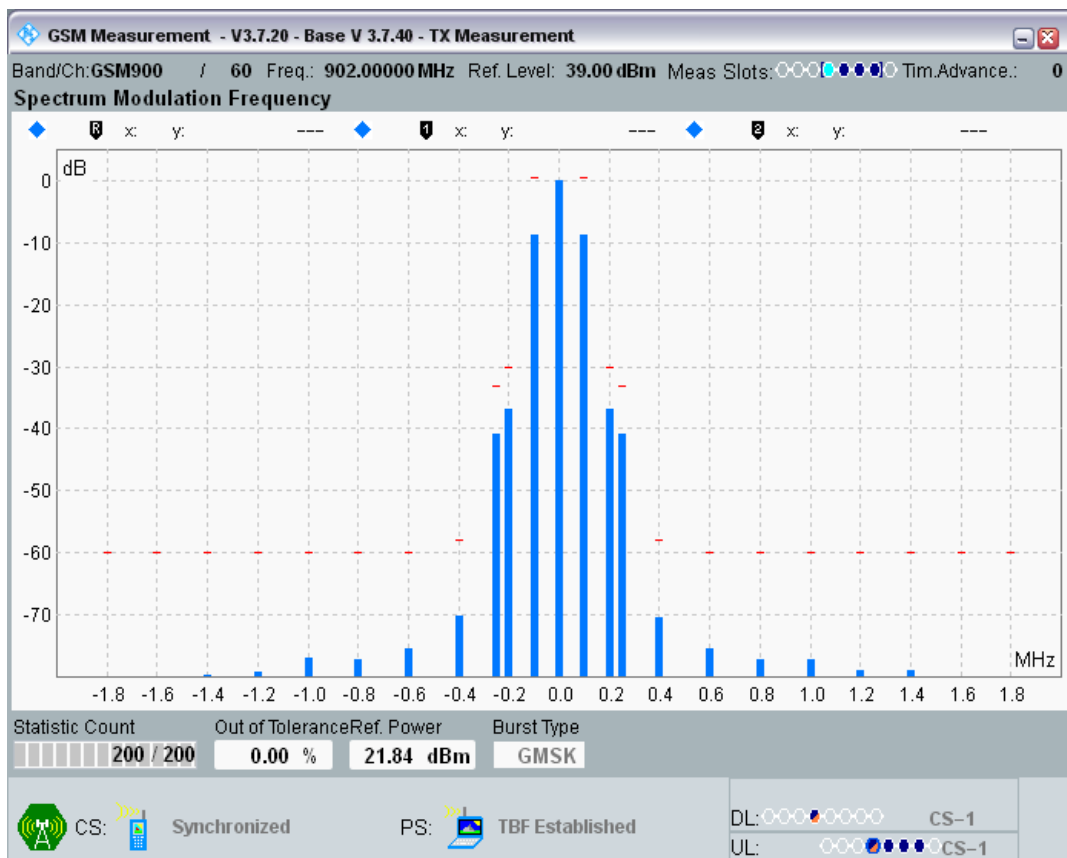 GSM Measurement - V3.7.20 - Base V 3.7.40 - TX Measurement
Band/Ch:GSM900 / 60 Freq.: 902.00000 MHz Ref. Level: 39.00 dBm Meas Slots: Tim.Advance.: 0
Spectrum Modulation Frequency
R x: y: --- 1 x: y: --- 2 x: y: ---
dB
0
-10
-20
-30
-40
-50
-60
-70
MHz
-1.8 -1.6 -1.4 -1.2 -1.0 -0.8 -0.6 -0.4 -0.2 0.0 0.2 0.4 0.6 0.8 1.0 1.2 1.4 1.6 1.8
Statistic Count Out of Tolerance Ref. Power Burst Type
200 / 200 0.00 % 21.84 dBm GMSK
CS: Synchronized PS: TBF Established DL: CS-1
UL: CS-1